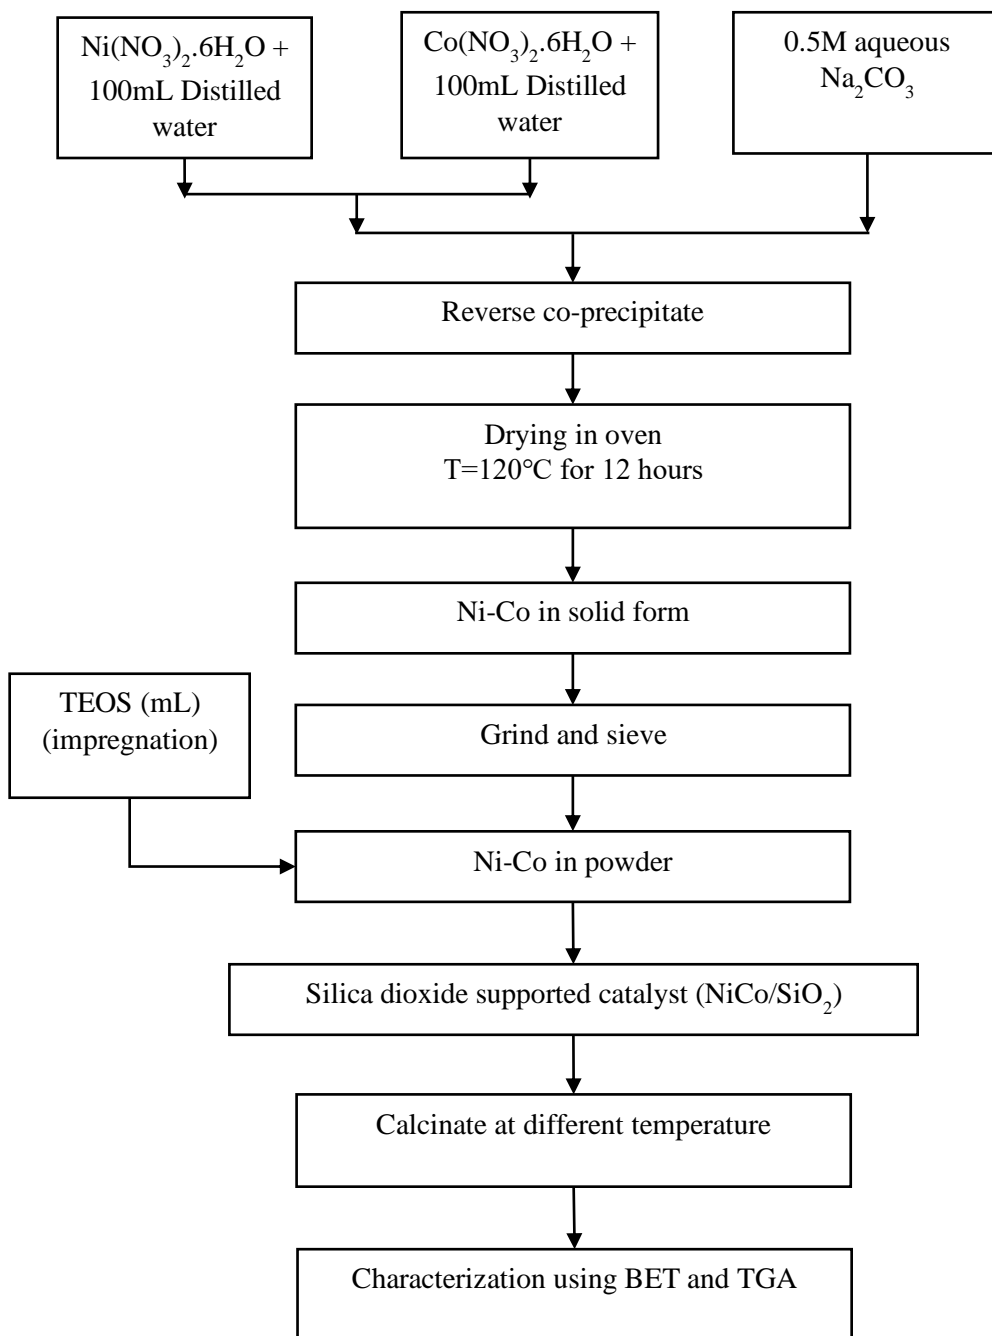 Ni(NO₃)₂.6H₂O +
100mL Distilled
water
Co(NO₃)₂.6H₂O +
100mL Distilled
water
0.5M aqueous
Na₂CO₃
Reverse co-precipitate
Drying in oven
T=120℃ for 12 hours
Ni-Co in solid form
TEOS (mL)
(impregnation)
Grind and sieve
Ni-Co in powder
Silica dioxide supported catalyst (NiCo/SiO₂)
Calcinate at different temperature
Characterization using BET and TGA